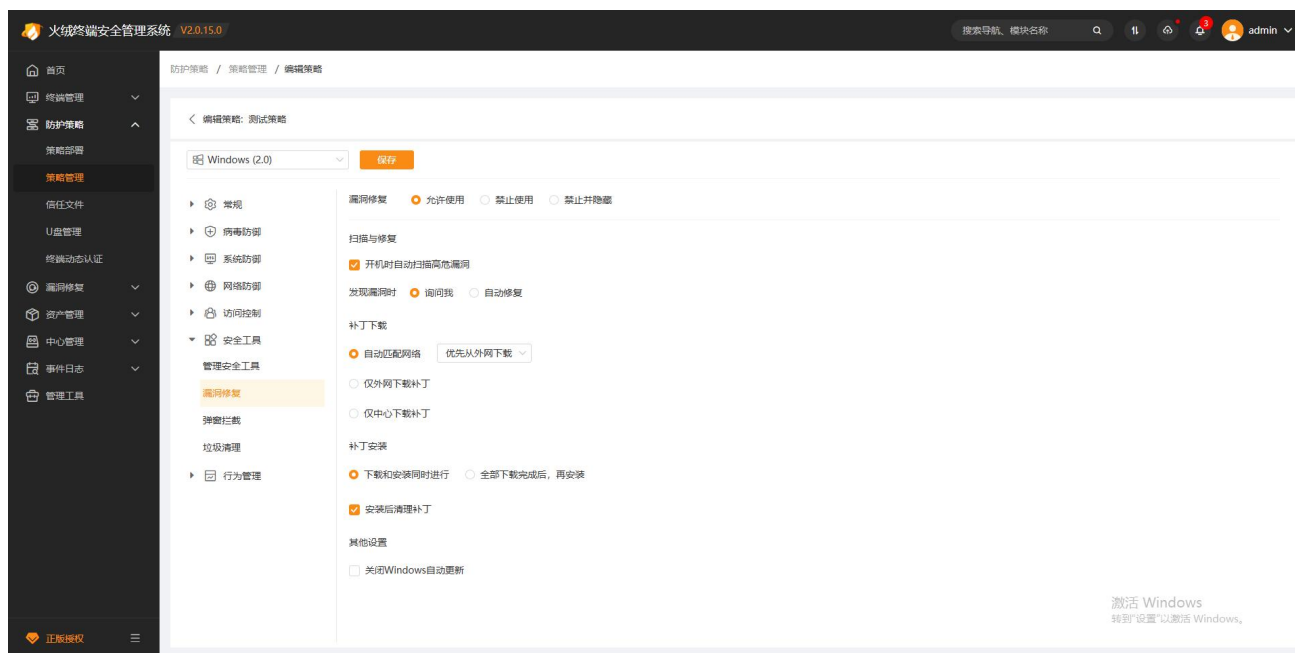 火绒终端安全管理系统 V2.0.15.0
搜索导航、模块名称
3
admin
首页
终端管理
防护策略
策略部署
策略管理
信任文件
U盘管理
终端动态认证
漏洞修复
资产管理
中心管理
事件日志
管理工具
正版授权
防护策略 / 策略管理 / 编辑策略
编辑策略: 测试策略
Windows (2.0)
保存
常规
病毒防御
系统防御
网络防御
访问控制
安全工具
管理安全工具
漏洞修复
弹窗拦截
垃圾清理
行为管理
漏洞修复 允许使用 禁止使用 禁止并隐藏
扫描与修复
开机时自动扫描高危漏洞
发现漏洞时 询问我 自动修复
补丁下载
自动匹配网络 优先从外网下载
仅外网下载补丁
仅中心下载补丁
补丁安装
下载和安装同时进行 全部下载完成后，再安装
安装后清理补丁
其他设置
关闭Windows自动更新
激活 Windows
转到"设置"以激活 Windows。